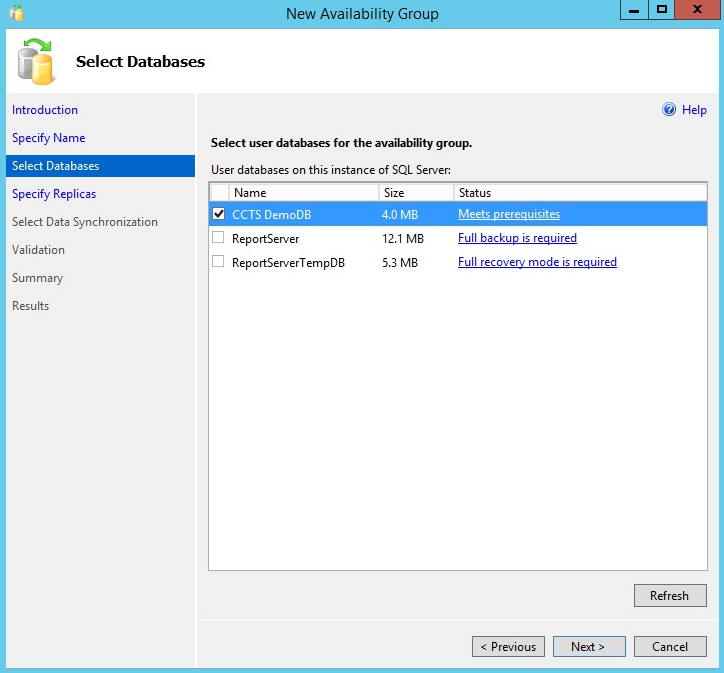 New Availability Group
Select Databases
Introduction
Specify Name
Select Databases
Specify Replicas
Select Data Synchronization
Validation
Summary
Results
Help
Select user databases for the availability group.
User databases on this instance of SQL Server:
Name Size Status
CCTS DemoDB 4.0 MB Meets prerequisites
ReportServer 12.1 MB Full backup is required
ReportServerTempDB 5.3 MB Full recovery mode is required
Refresh
< Previous Next > Cancel